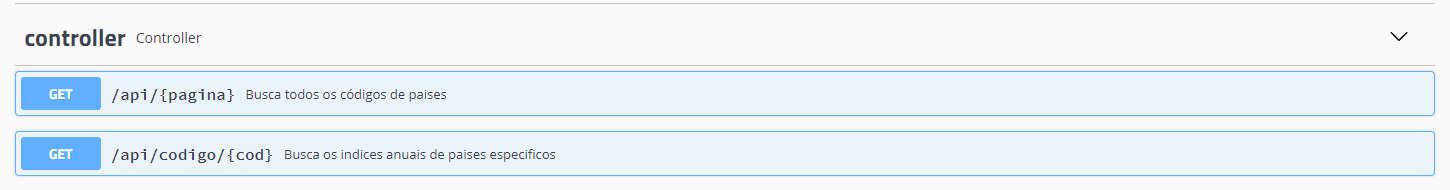 controller Controller
GET /api/{pagina} Busca todos os códigos de paises
GET /api/codigo/{cod} Busca os indices anuais de paises especificos